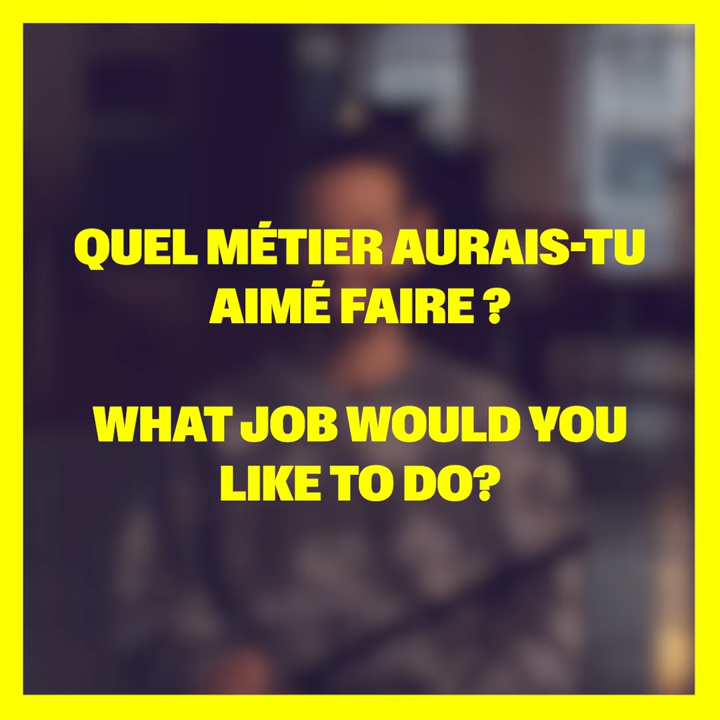 QUEL MÉTIER AURAIS-TU
AIMÉ FAIRE ?
WHAT JOB WOULD YOU
LIKE TO DO?